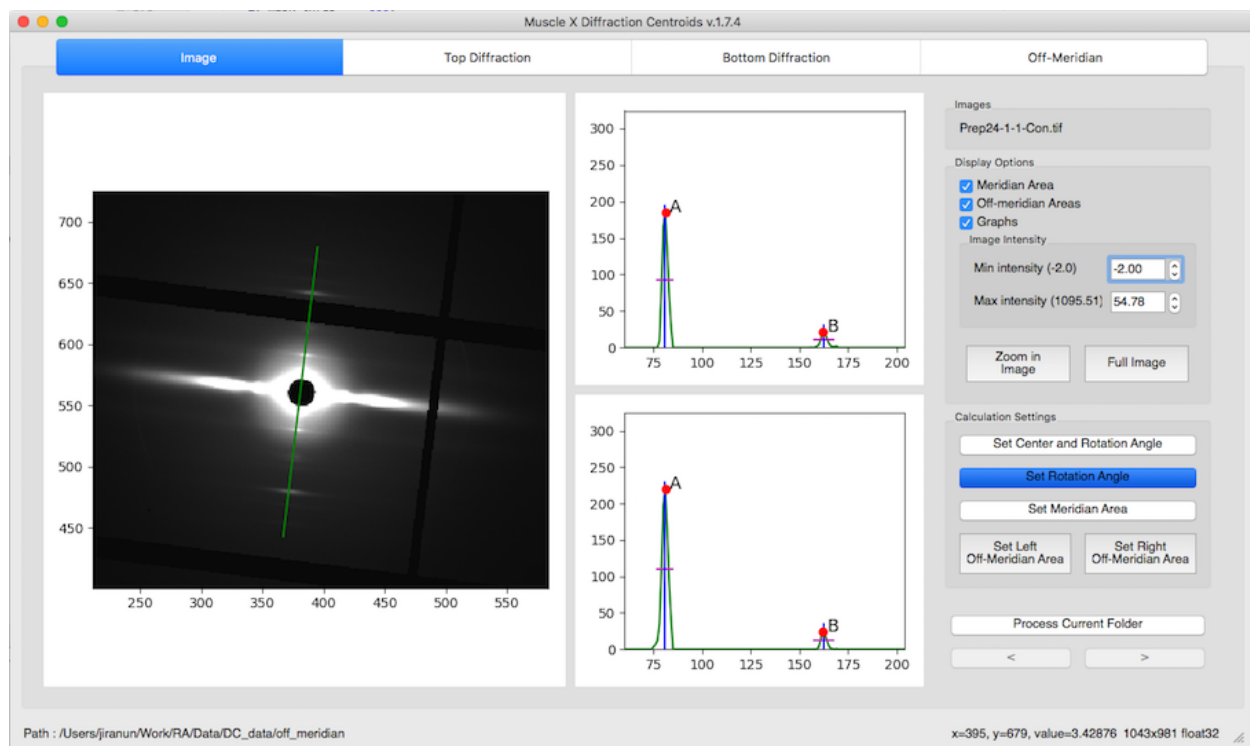 Muscle X Diffraction Centroids v.1.7.4
Image
Top Diffraction
Bottom Diffraction
Off-Meridian
700
650
600
550
500
450
250 300 350 400 450 500 550
300
250
200
150
100
50
0
A
B
75 100 125 150 175 200
300
250
200
150
100
50
0
A
B
75 100 125 150 175 200
Images
Prep24-1-1-Con.tif
Display Options
Meridian Area
Off-meridian Areas
Graphs
Image Intensity
Min intensity (-2.0) -2.00
Max intensity (1095.51) 54.78
Zoom in
Image
Full Image
Calculation Settings
Set Center and Rotation Angle
Set Rotation Angle
Set Meridian Area
Set Left
Off-Meridian Area
Set Right
Off-Meridian Area
Process Current Folder
< >
Path : /Users/jiranun/Work/RA/Data/DC_data/off_meridian
x=395, y=679, value=3.42876 1043x981 float32